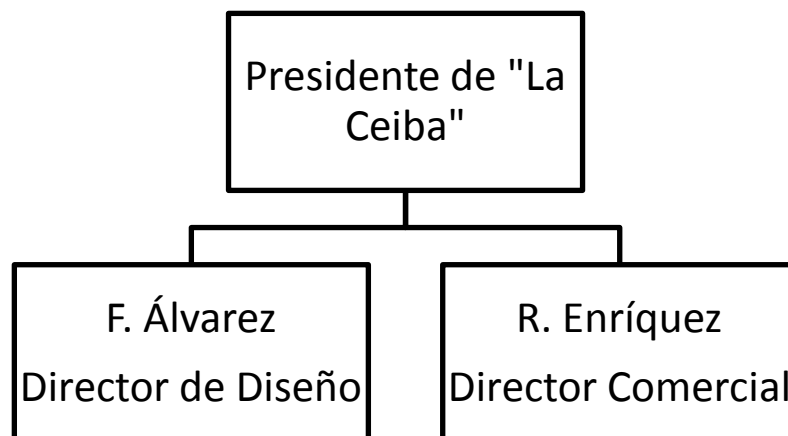 Presidente de "La
Ceiba"
F. Álvarez
Director de Diseño
R. Enríquez
Director Comercial